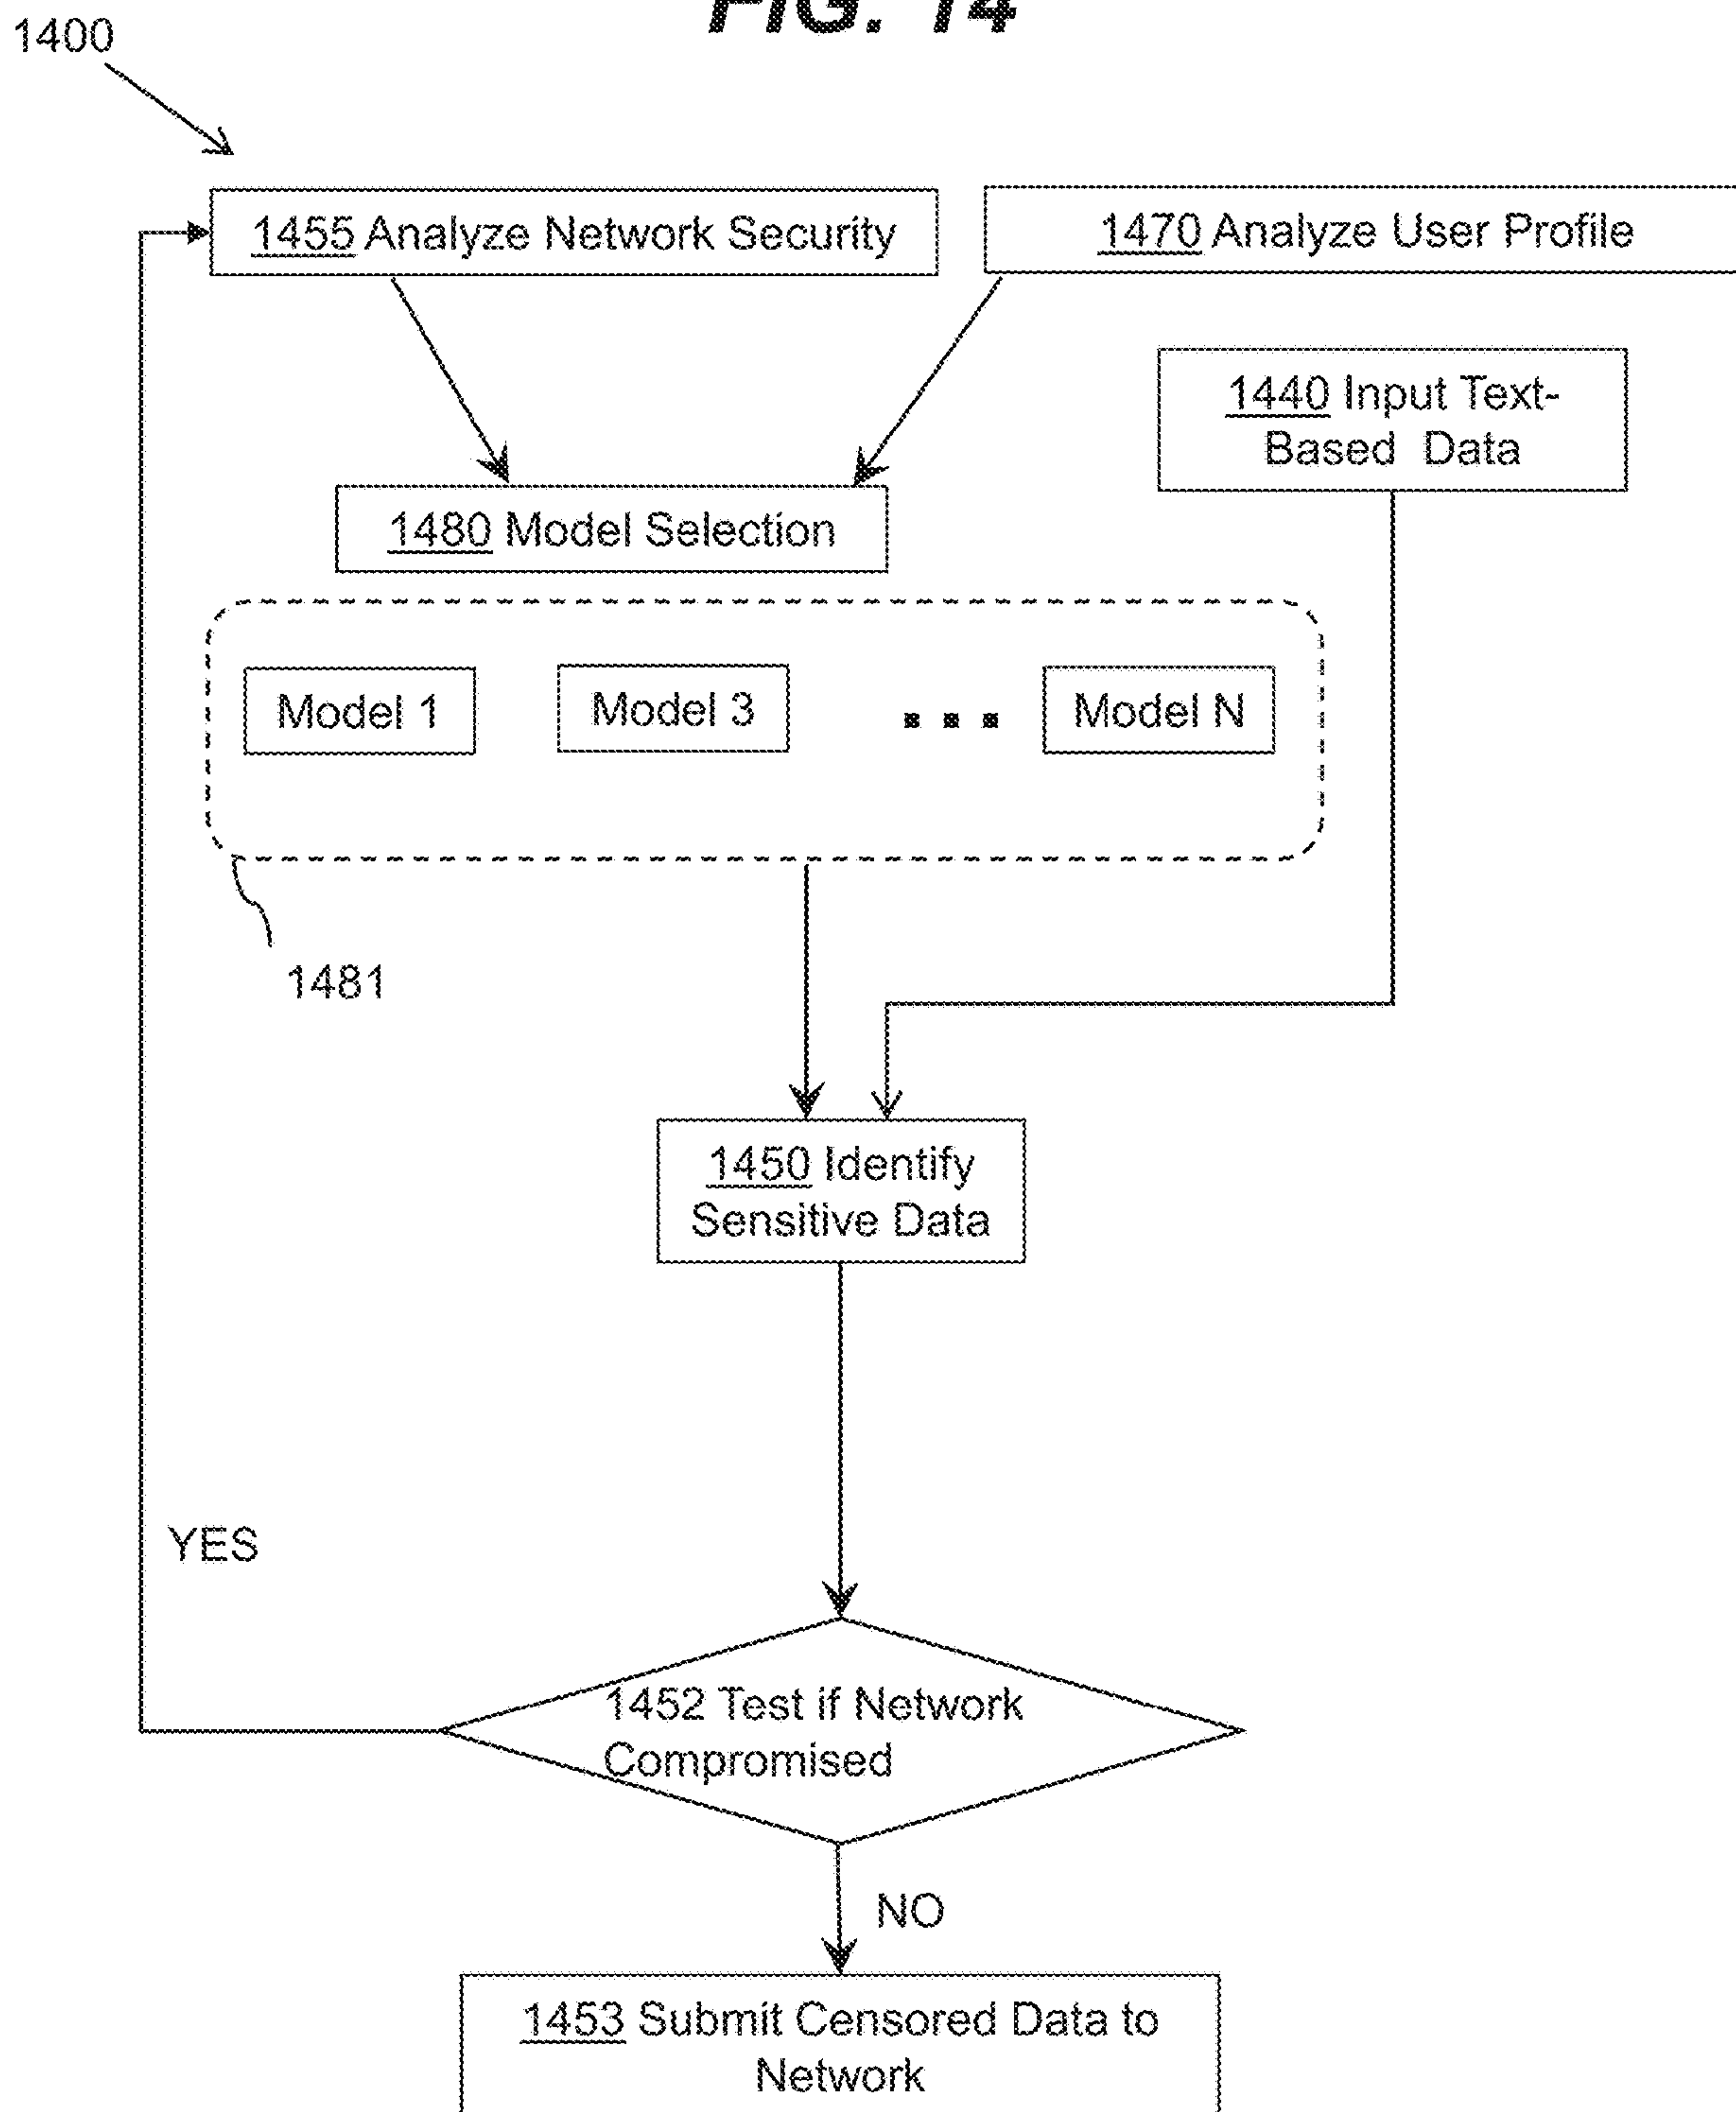 FIG. 14
1400
1455 Analyze Network Security
1470 Analyze User Profile
1440 Input Text-
Based Data
1480 Model Selection
Model 1
Model 3
...
Model N
1481
1450 Identify
Sensitive Data
YES
1452 Test if Network
Compromised
NO
1453 Submit Censored Data to
Network